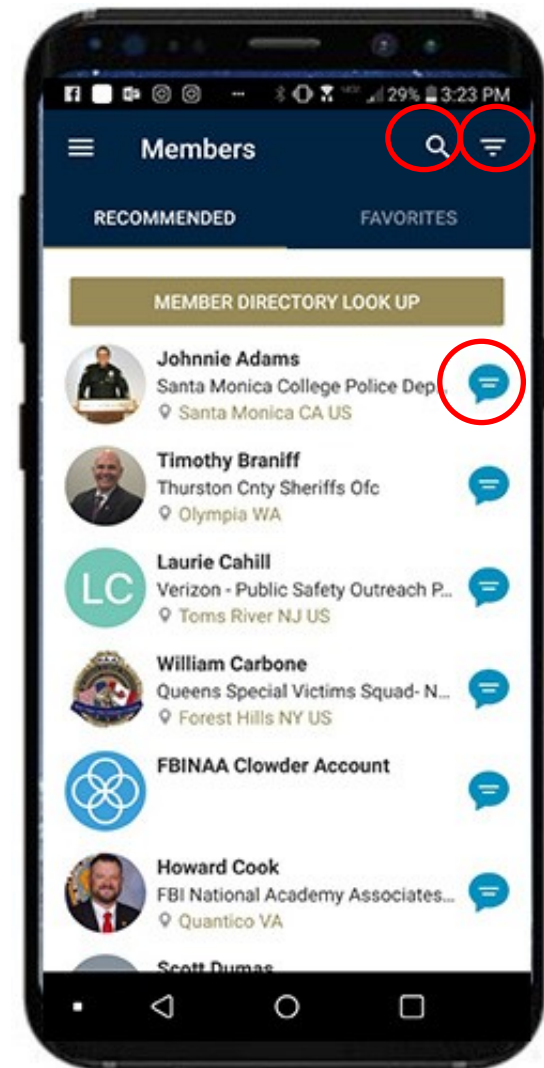 29% 3:23 PM
Members
RECOMMENDED FAVORITES
MEMBER DIRECTORY LOOK UP
Johnnie Adams
Santa Monica College Police Dep...
Santa Monica CA US
Timothy Braniff
Thurston Cnty Sheriffs Ofc
Olympia WA
LC
Laurie Cahill
Verizon - Public Safety Outreach P...
Toms River NJ US
William Carbone
Queens Special Victims Squad- N...
Forest Hills NY US
FBINAA Clowder Account
Howard Cook
FBI National Academy Associates...
Quantico VA
Scott Dumas